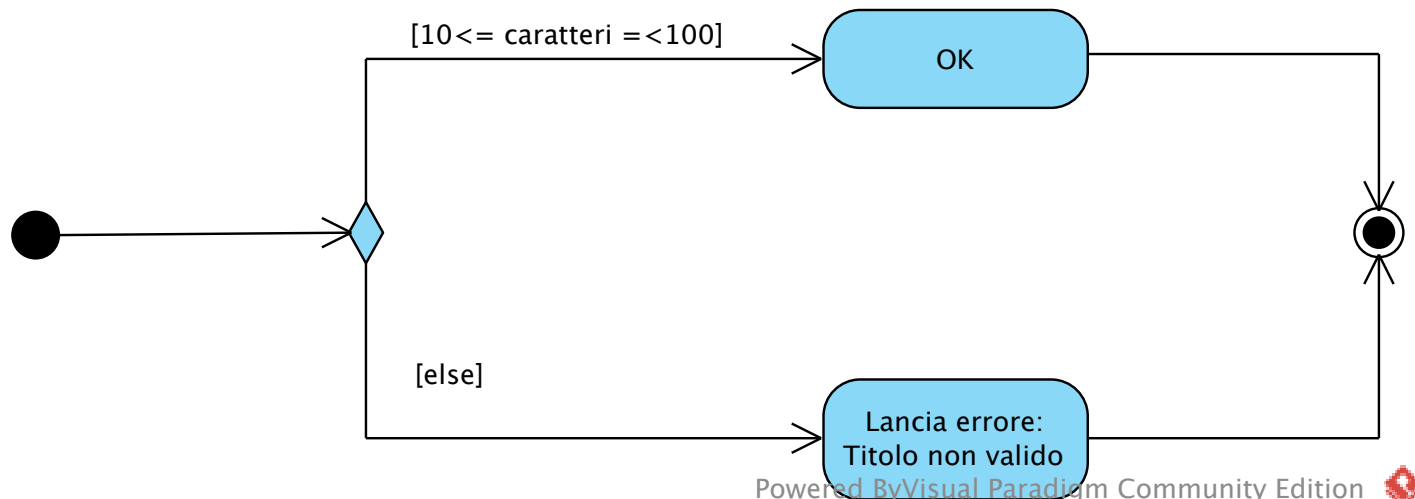 [10<= caratteri =<100]
OK
[else]
Lancia errore:
Titolo non valido
Powered ByVisual Paradigm Community Edition